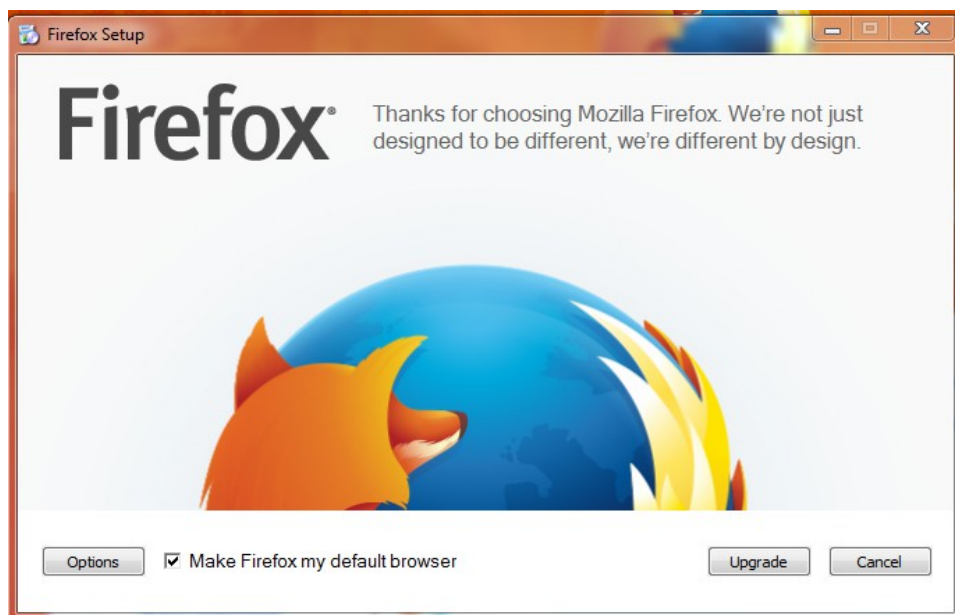 Firefox Setup
Firefox®
Thanks for choosing Mozilla Firefox. We're not just
designed to be different, we're different by design.
Options
Make Firefox my default browser
Upgrade
Cancel